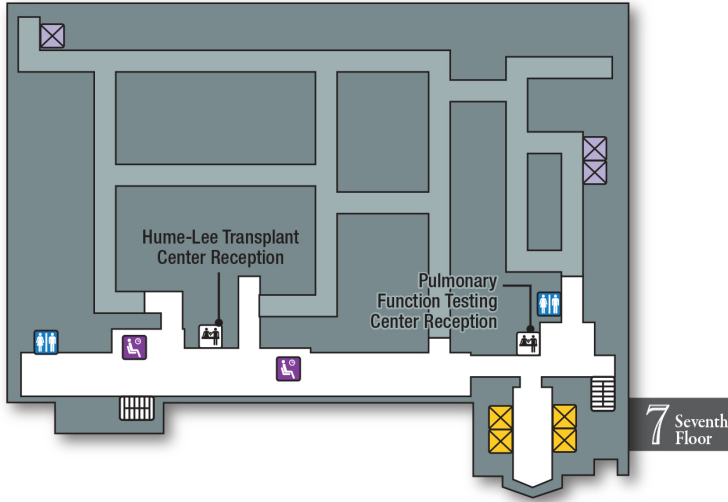 Hume-Lee Transplant
Center Reception
Pulmonary
Function Testing
Center Reception
7 Seventh
Floor